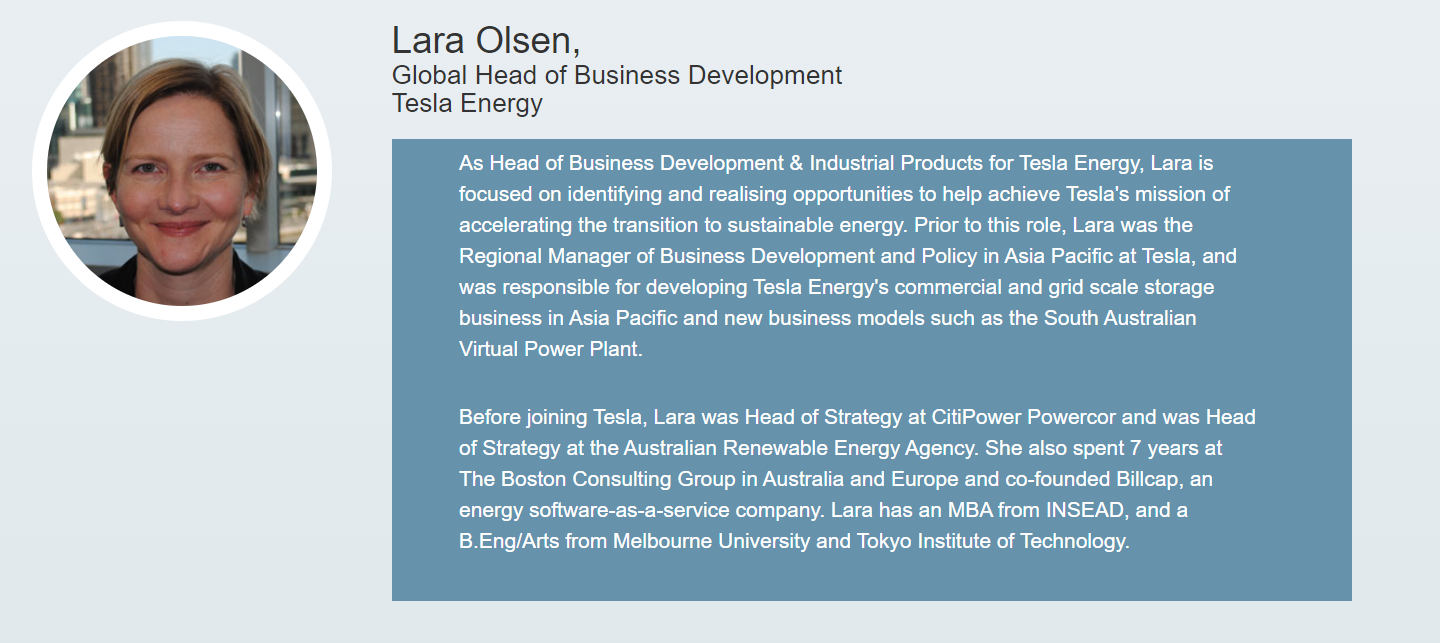 Lara Olsen,
Global Head of Business Development
Tesla Energy
As Head of Business Development & Industrial Products for Tesla Energy, Lara is
focused on identifying and realising opportunities to help achieve Tesla's mission of
accelerating the transition to sustainable energy. Prior to this role, Lara was the
Regional Manager of Business Development and Policy in Asia Pacific at Tesla, and
was responsible for developing Tesla Energy's commercial and grid scale storage
business in Asia Pacific and new business models such as the South Australian
Virtual Power Plant.
Before joining Tesla, Lara was Head of Strategy at CitiPower Powercor and was Head
of Strategy at the Australian Renewable Energy Agency. She also spent 7 years at
The Boston Consulting Group in Australia and Europe and co-founded Billcap, an
energy software-as-a-service company. Lara has an MBA from INSEAD, and a
B.Eng/Arts from Melbourne University and Tokyo Institute of Technology.